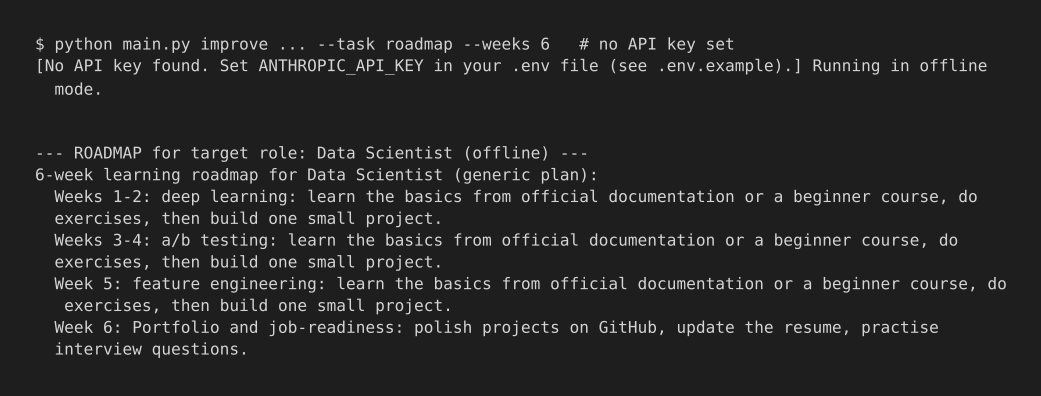 $ python main.py improve ... --task roadmap --weeks 6   # no API key set
[No API key found. Set ANTHROPIC_API_KEY in your .env file (see .env.example).] Running in offline
  mode.
--- ROADMAP for target role: Data Scientist (offline) ---
6-week learning roadmap for Data Scientist (generic plan):
  Weeks 1-2: deep learning: learn the basics from official documentation or a beginner course, do
  exercises, then build one small project.
  Weeks 3-4: a/b testing: learn the basics from official documentation or a beginner course, do
  exercises, then build one small project.
  Week 5: feature engineering: learn the basics from official documentation or a beginner course, do
   exercises, then build one small project.
  Week 6: Portfolio and job-readiness: polish projects on GitHub, update the resume, practise
  interview questions.